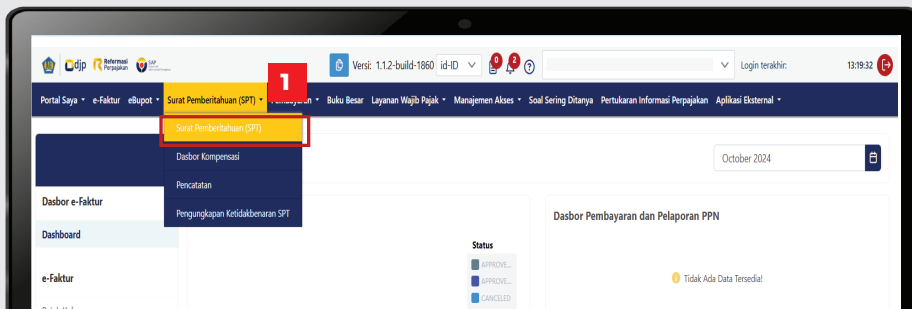 djp Reformasi Perpajakan
Versi: 1.1.2-build-1860 id-ID 0 2 Login terakhir: 13:19:32
1
Portal Saya e-Faktur eBupot Surat Pemberitahuan (SPT) Buku Besar Layanan Wajib Pajak Manajemen Akses Soal Sering Ditanya Pertukaran Informasi Perpajakan Aplikasi Eksternal
Surat Pemberitahuan (SPT)
Dasbor Kompensasi
Pencatatan
Pengungkapan Ketidakbenaran SPT
October 2024
Dasbor e-Faktur
Dashboard
e-Faktur
Dasbor Pembayaran dan Pelaporan PPN
Status
APPROVE...
APPROVE...
CANCELED
Tidak Ada Data Tersedia!